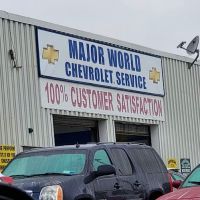 MAJOR WORLD
CHEVROLET SERVICE
100% CUSTOMER SATISFACTION